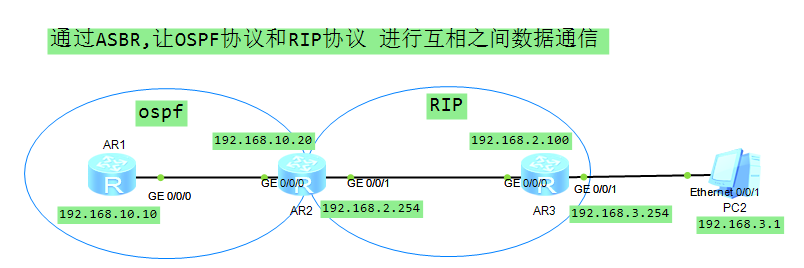 通过ASBR,让OSPF协议和RIP协议 进行互相之间数据通信
ospf
RIP
192.168.10.20
192.168.2.100
AR1
R
GE 0/0/0
192.168.10.10
GE 0/0/0
R
GE 0/0/1
AR2
192.168.2.254
GE 0/0/0
R
GE 0/0/1
AR3
192.168.3.254
Ethernet 0/0/1
PC2
192.168.3.1